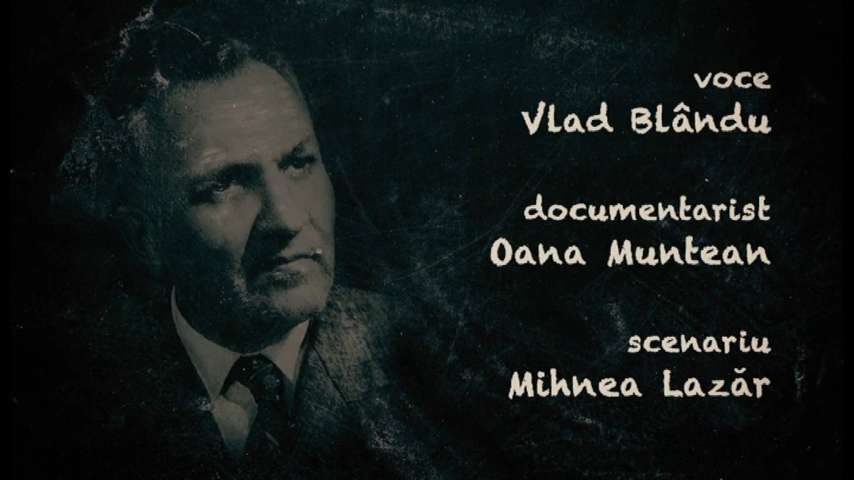 voce
Vlad Blându
documentarist
Oana Muntean
scenariu
Mihnea Lazăr